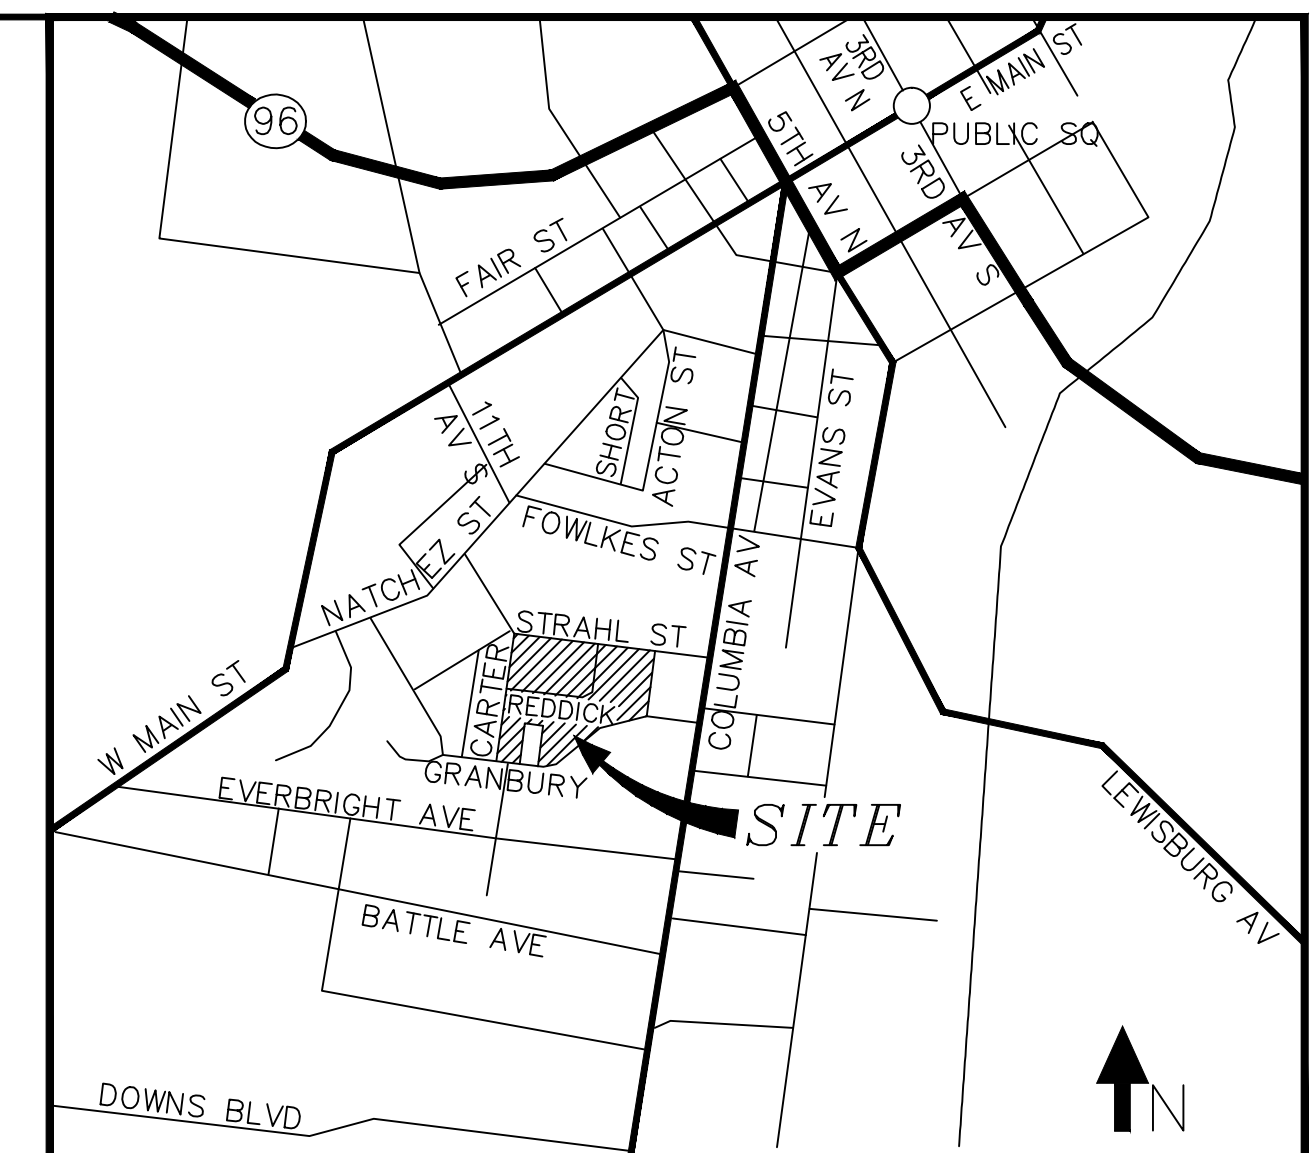 3RD
AV N
E MAIN ST
96
5TH
AV N
PUBLIC SQ
3RD
AV S
FAIR ST
11TH
AV S
SHORT
ACTON ST
EVANS ST
NATCHEZ ST
FOWLKES ST
COLUMBIA AV
STRAHL ST
CARTER
REDDICK
W MAIN ST
GRANBURY
EVERBRIGHT AVE
SITE
LEWISBURG AV
BATTLE AVE
DOWNS BLVD
N